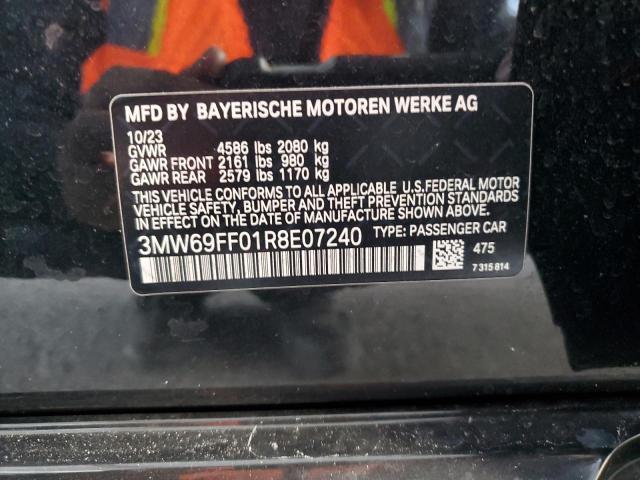 MFD BY BAYERISCHE MOTOREN WERKE AG
10/23
GVWR 4586 lbs 2080 kg
GAWR FRONT 2161 lbs 980 kg
GAWR REAR 2579 lbs 1170 kg
THIS VEHICLE CONFORMS TO ALL APPLICABLE U.S.FEDERAL MOTOR
VEHICLE SAFETY, BUMPER, AND THEFT PREVENTION STANDARDS
IN EFFECT ON THE DATE OF MANUFACTURE SHOWN ABOVE.
3MW69FF01R8E07240 TYPE: PASSENGER CAR
475
7 315 814